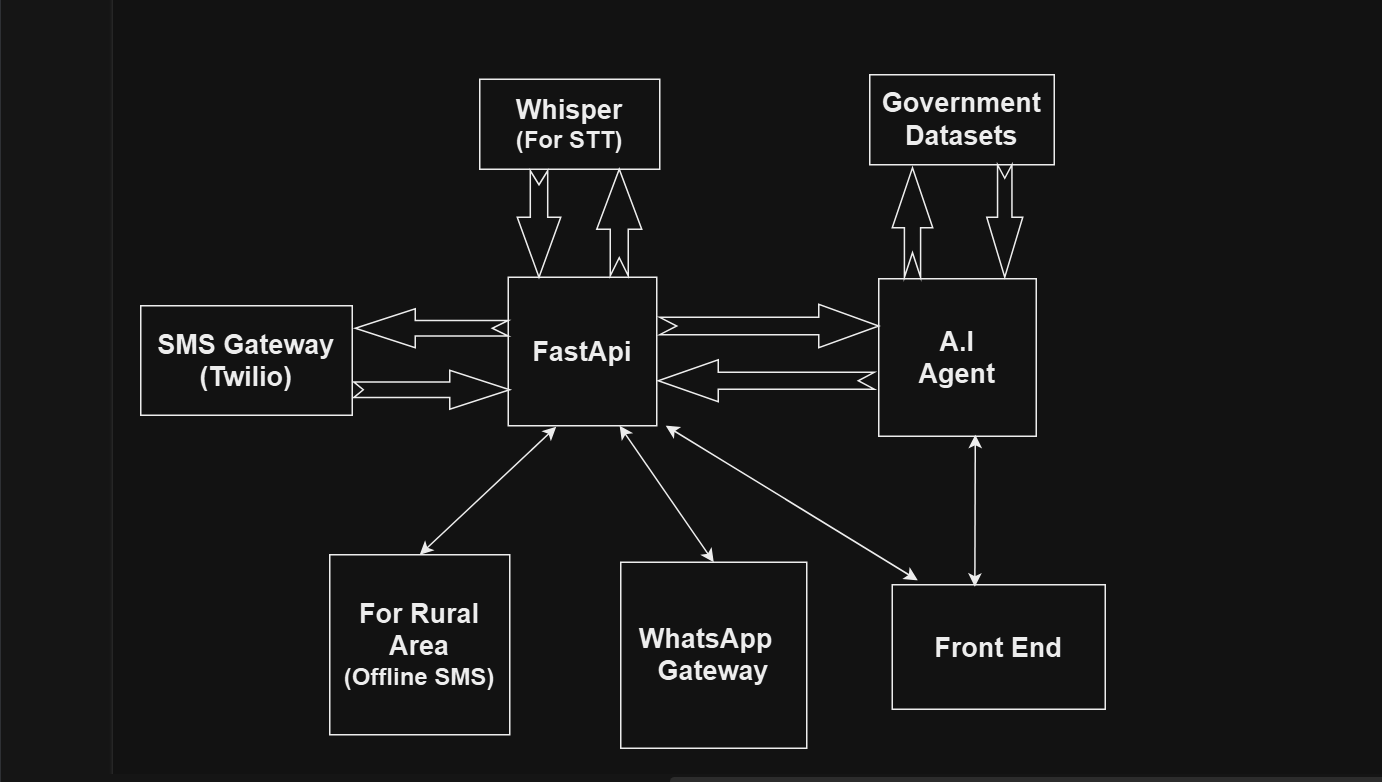 Whisper
(For STT)
Government
Datasets
SMS Gateway
(Twilio)
FastApi
A.I
Agent
For Rural
Area
(Offline SMS)
WhatsApp
Gateway
Front End